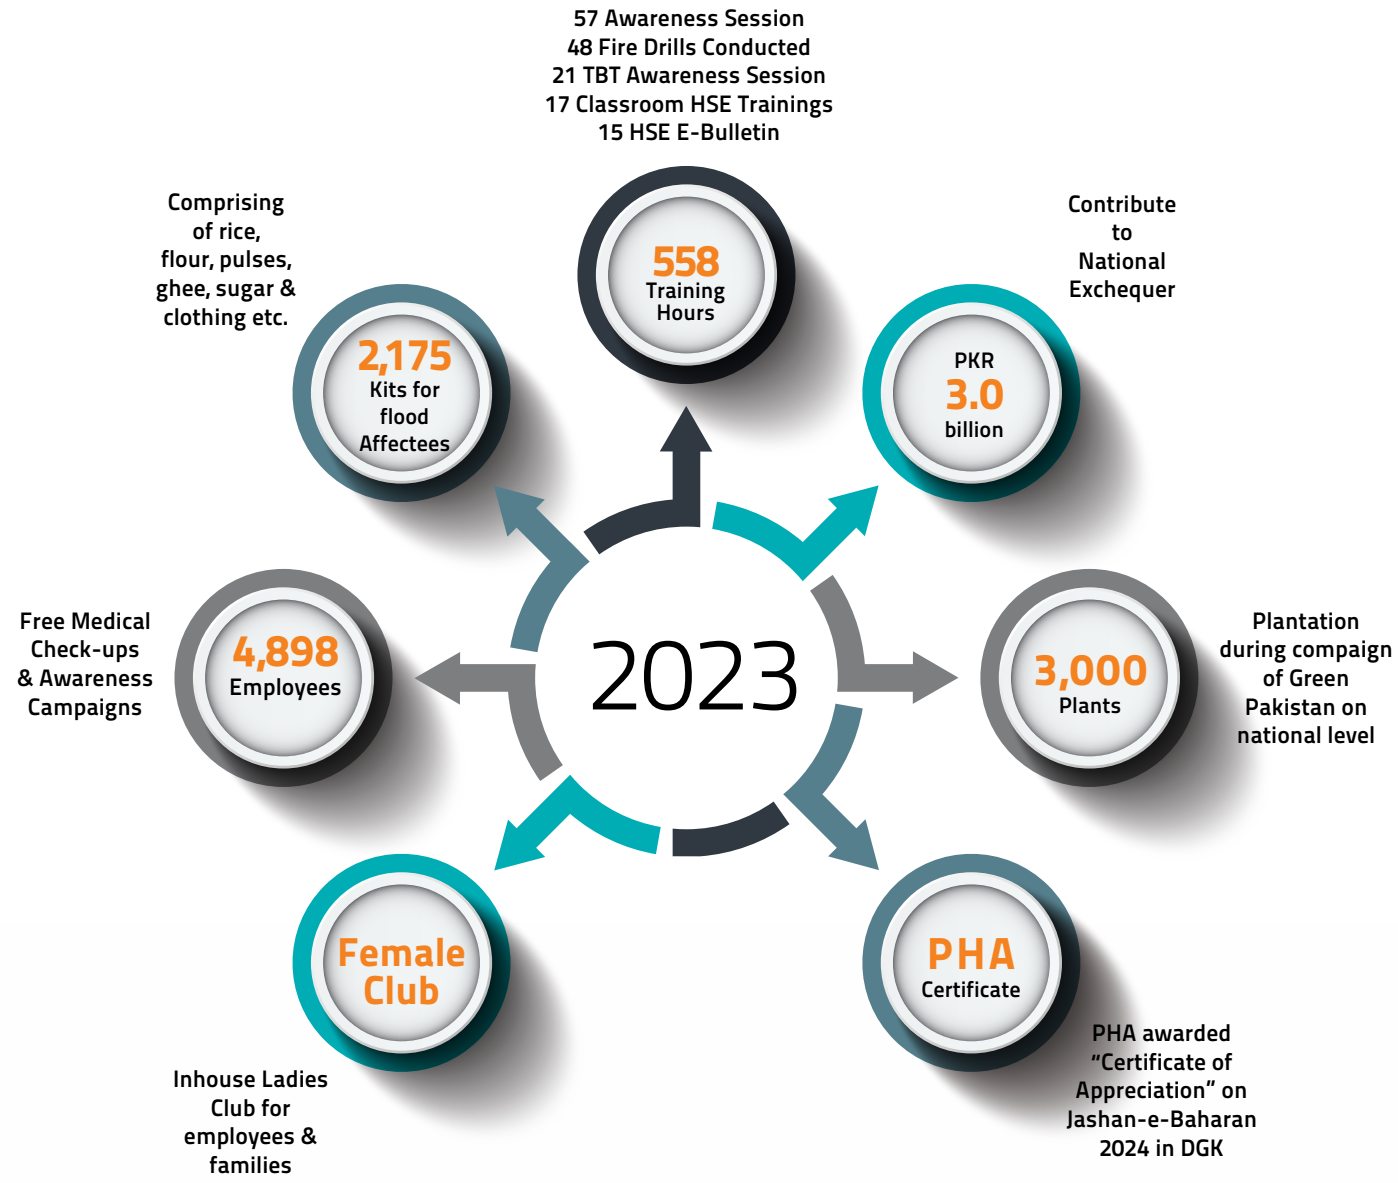 57 Awareness Session
48 Fire Drills Conducted
21 TBT Awareness Session
17 Classroom HSE Trainings
15 HSE E-Bulletin
558
Training
Hours
Contribute
to
National
Exchequer
PKR
3.0
billion
Plantation
during compaign
of Green
Pakistan on
national level
3,000
Plants
PHA
Certificate
PHA awarded
“Certificate of
Appreciation” on
Jashan-e-Baharan
2024 in DGK
Female
Club
Inhouse Ladies
Club for
employees &
families
Free Medical
Check-ups
& Awareness
Campaigns
4,898
Employees
Comprising
of rice,
flour, pulses,
ghee, sugar &
clothing etc.
2,175
Kits for
flood
Affectees
2023